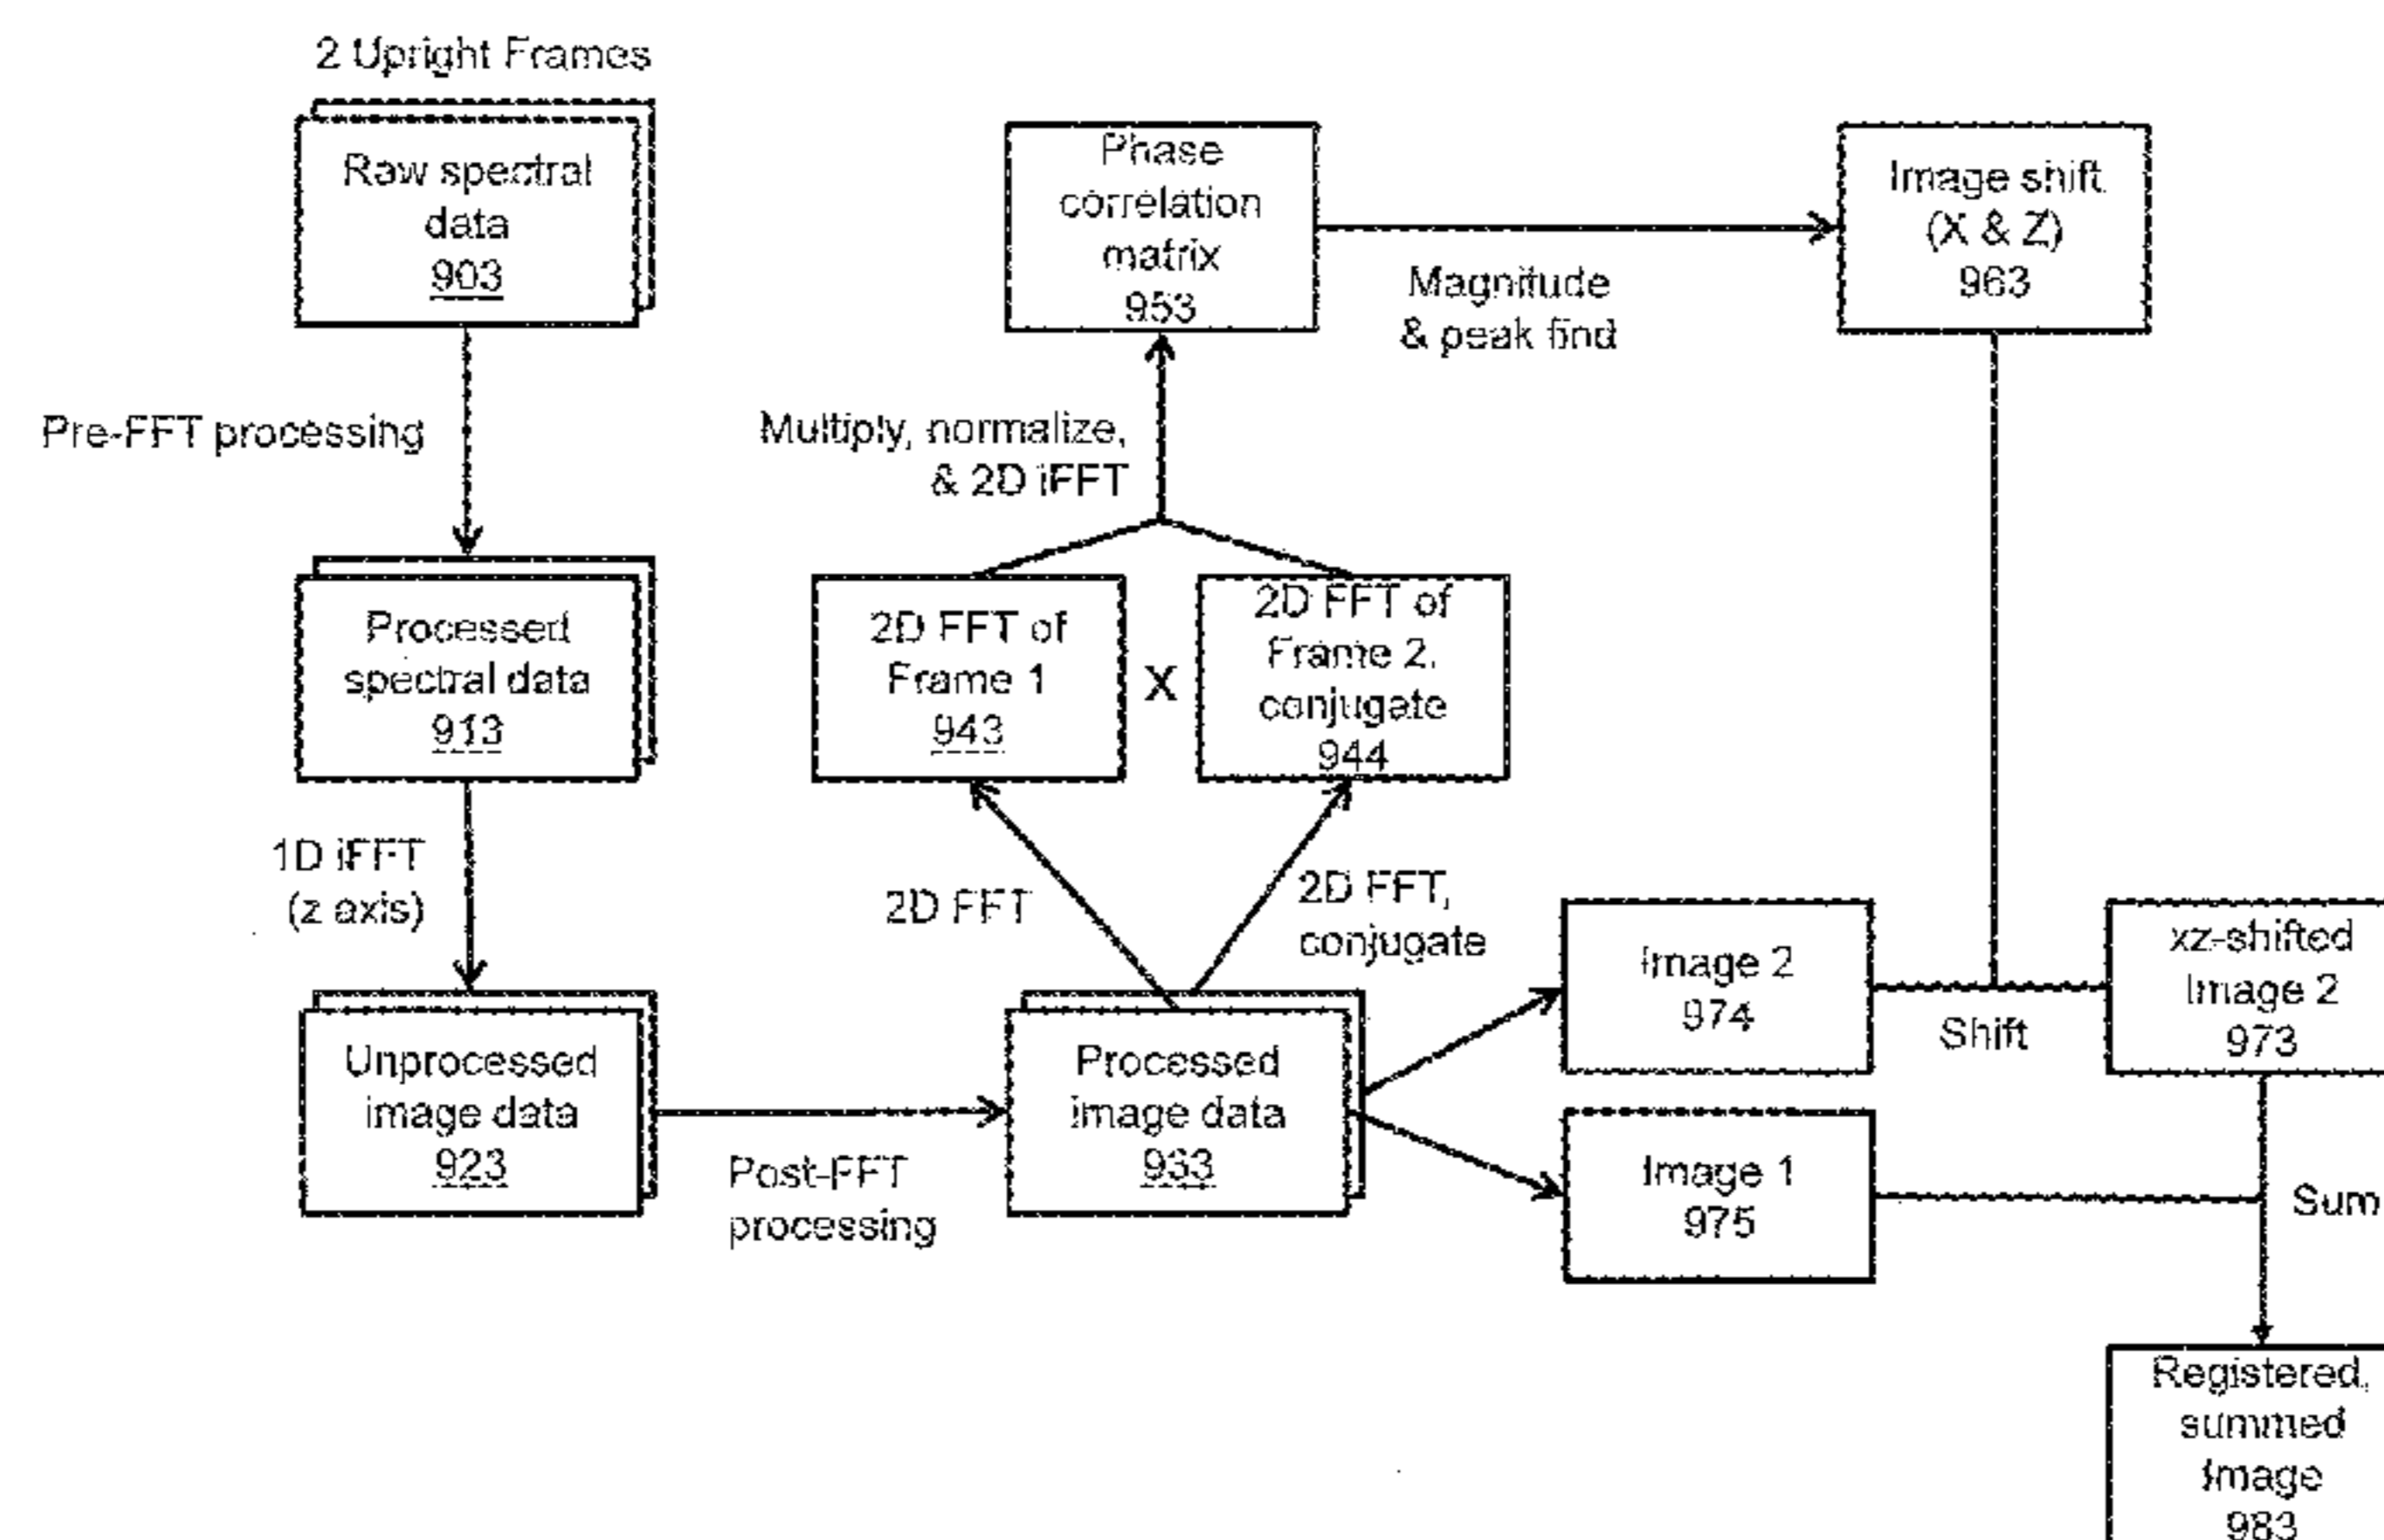 2 Upright Frames
Raw spectral
data
903
Pre-FFT processing
Processed
spectral data
913
1D iFFT
(z axis)
Unprocessed
image data
923
Post-FFT
processing
Processed
image data
933
2D FFT
2D FFT,
conjugate
2D FFT of
Frame 1
943
X
2D FFT of
Frame 2,
conjugate
944
Multiply, normalize,
& 2D iFFT
Phase
correlation
matrix
953
Magnitude
& peak find
Image shift
(X & Z)
963
Image 2
974
Shift
xz-shifted
Image 2
973
Image 1
975
Sum
Registered,
summed
Image
983